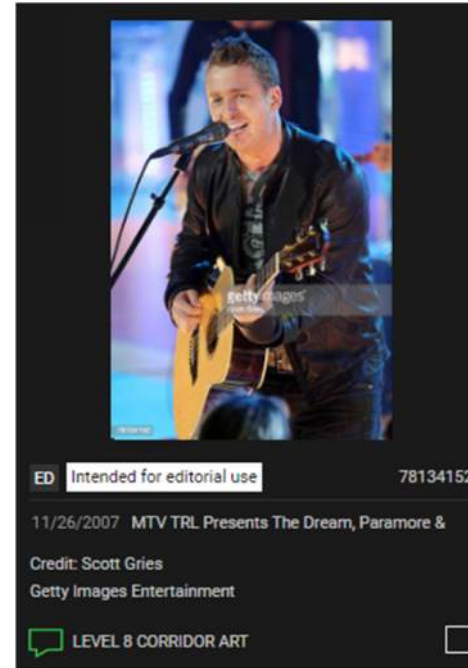 gettyimages
ED Intended for editorial use 78134152
11/26/2007 MTV TRL Presents The Dream, Paramore &
Credit: Scott Gries
Getty Images Entertainment
LEVEL 8 CORRIDOR ART